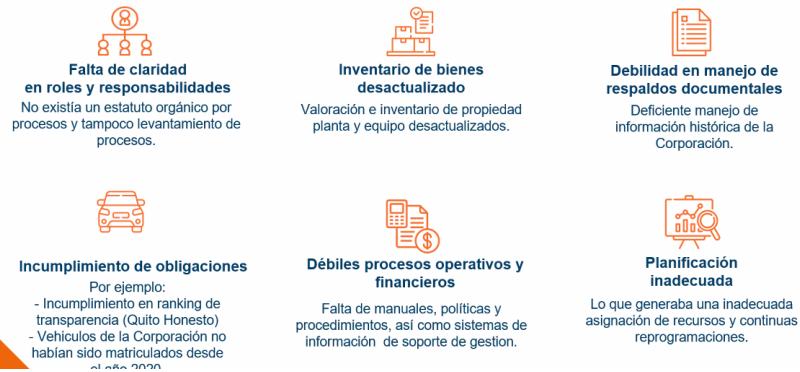 Falta de claridad
en roles y responsabilidades
No existía un estatuto orgánico por
procesos y tampoco levantamiento de
procesos.
Inventario de bienes
desactualizado
Valoración e inventario de propiedad
planta y equipo desactualizados.
Debilidad en manejo de
respaldos documentales
Deficiente manejo de
información histórica de la
Corporación.
Incumplimiento de obligaciones
Por ejemplo:
- Incumplimiento en ranking de
transparencia (Quito Honesto)
- Vehiculos de la Corporación no
habían sido matriculados desde
el año 2020
Débiles procesos operativos y
financieros
Falta de manuales, políticas y
procedimientos, así como sistemas de
información de soporte de gestion.
Planificación
inadecuada
Lo que generaba una inadecuada
asignación de recursos y continuas
reprogramaciones.